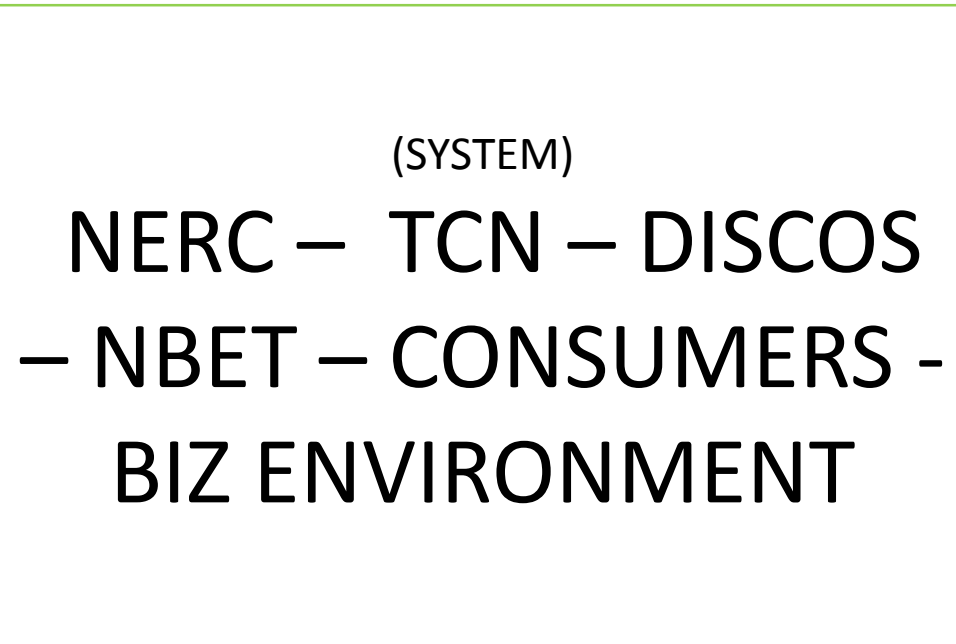 (SYSTEM)
NERC – TCN – DISCOS
– NBET – CONSUMERS -
BIZ ENVIRONMENT